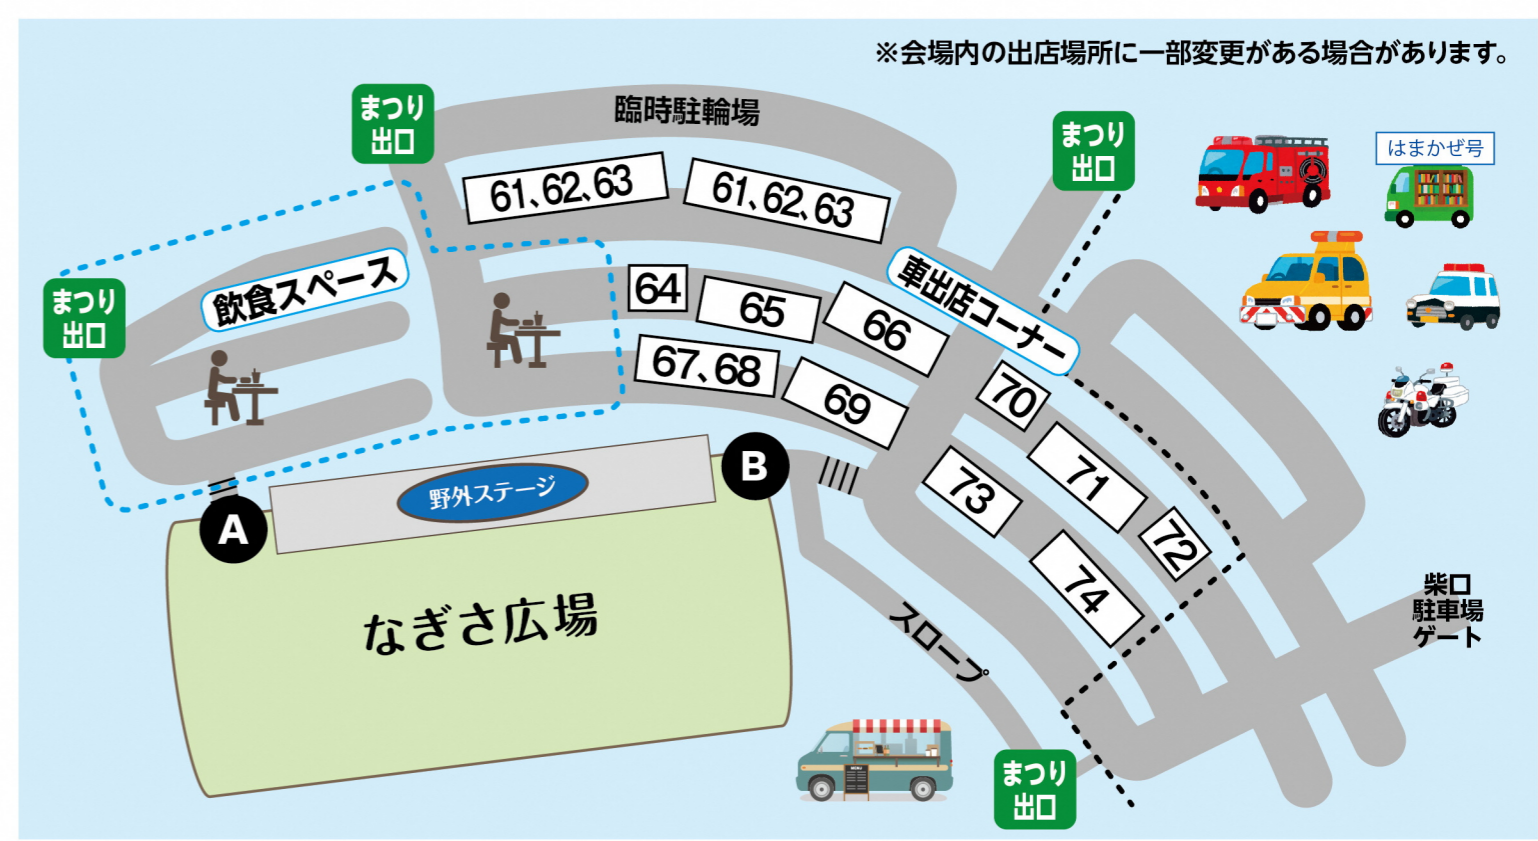 ※会場内の出店場所に一部変更がある場合があります。
まつり
出口
臨時駐輪場
まつり
出口
はまかぜ号
61、62、63
61、62、63
車出店コーナー
飲食スペース
まつり
出口
64
65
66
67、68
69
70
71
72
73
74
A
野外ステージ
B
なぎさ広場
スロープ
柴口
駐車場
ゲート
MENU
まつり
出口